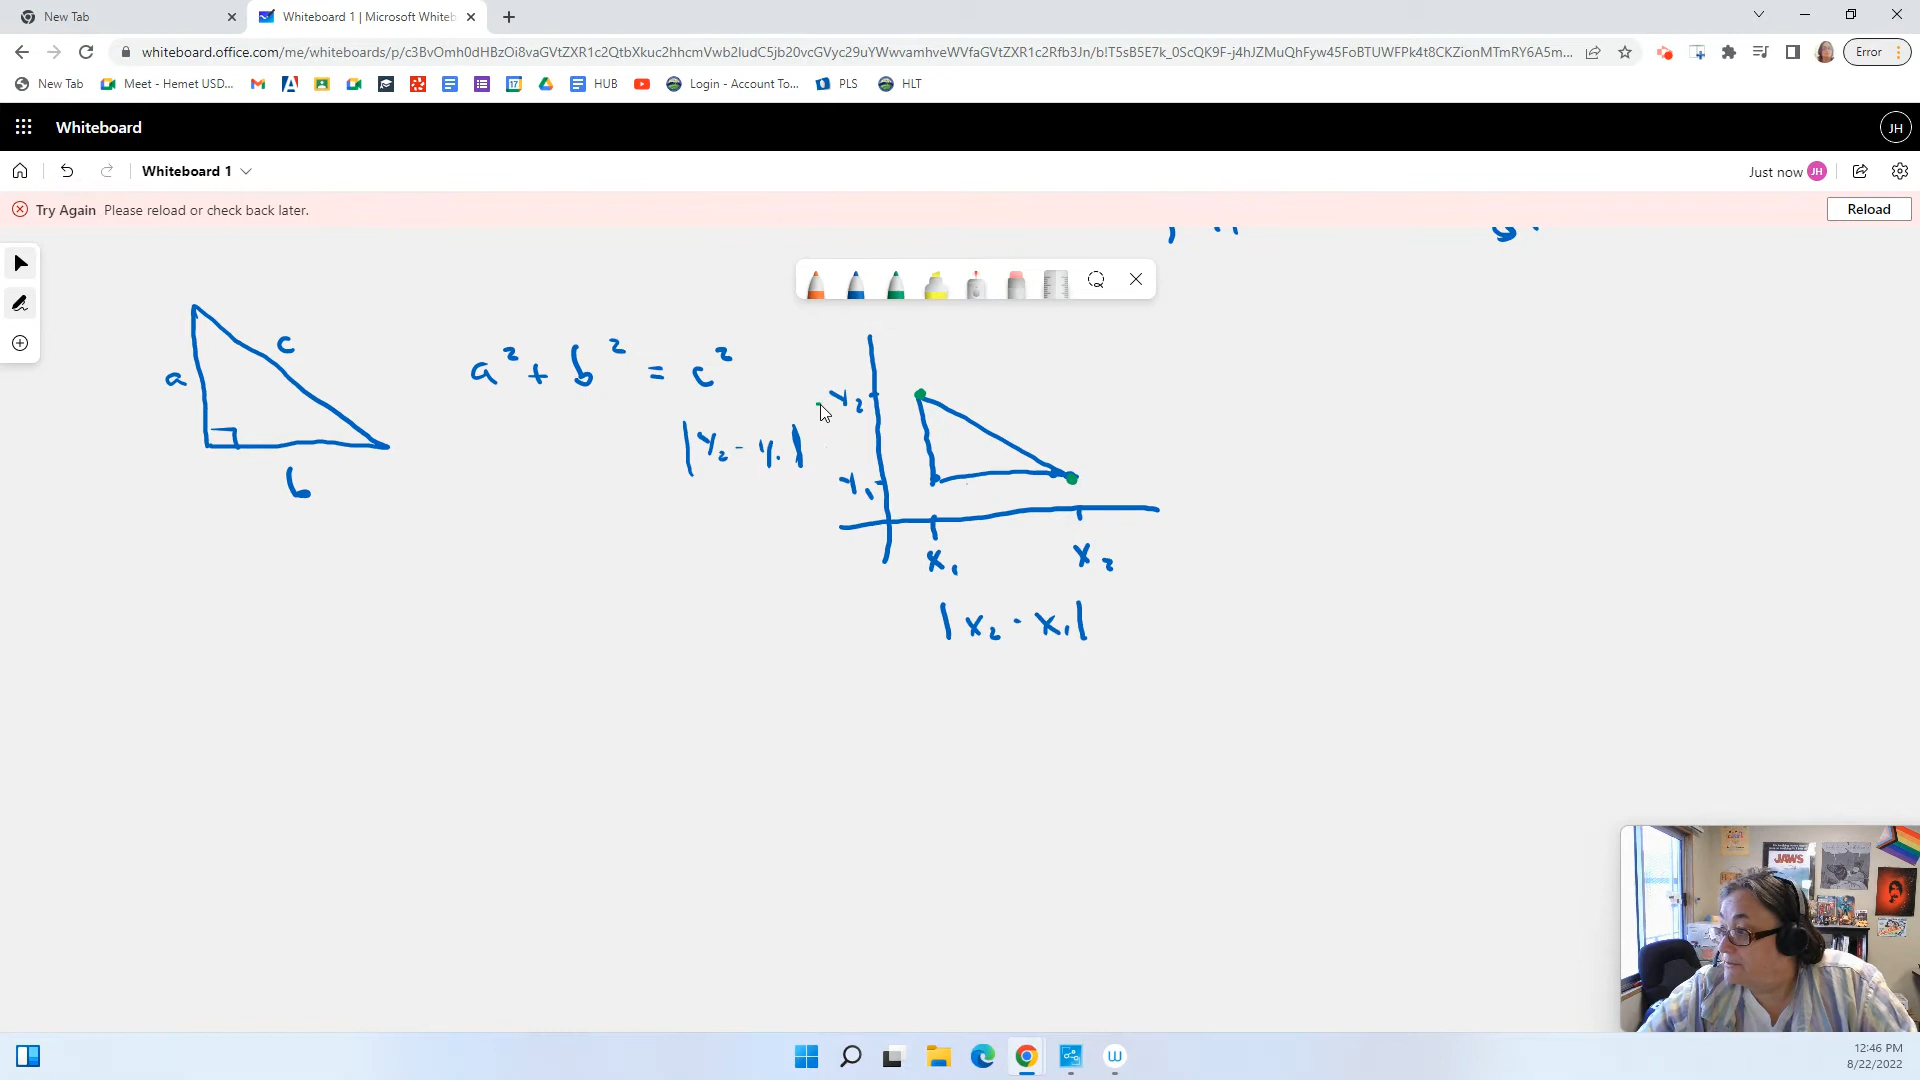 New Tab
Whiteboard 1 | Microsoft Whiteb
whiteboard.office.com/me/whiteboards/p/c3BvOmh0dHBzOi8vaGVtZXR1c2QtbXkuc2hhcmVwb2ludC5jb20vcGVyc29uYWwvamhveWVfaGVtZXR1c2Rfb3Jn/b!T5sB5E7k_0ScQK9F-j4hJZMuQhFyw45FoBTUWFPk4t8CKZionMTmRY6A5m...
Error
New Tab
Meet - Hemet USD...
HUB
Login - Account To...
PLS
HLT
Whiteboard
JH
Whiteboard 1
Just now JH
Try Again Please reload or check back later.
Reload
c
a
b
a² + b² = c²
|y₂ - y₁|
y₂
y₁
x₁
x₂
|x₂ - x₁|
JAWS
12:46 PM
8/22/2022